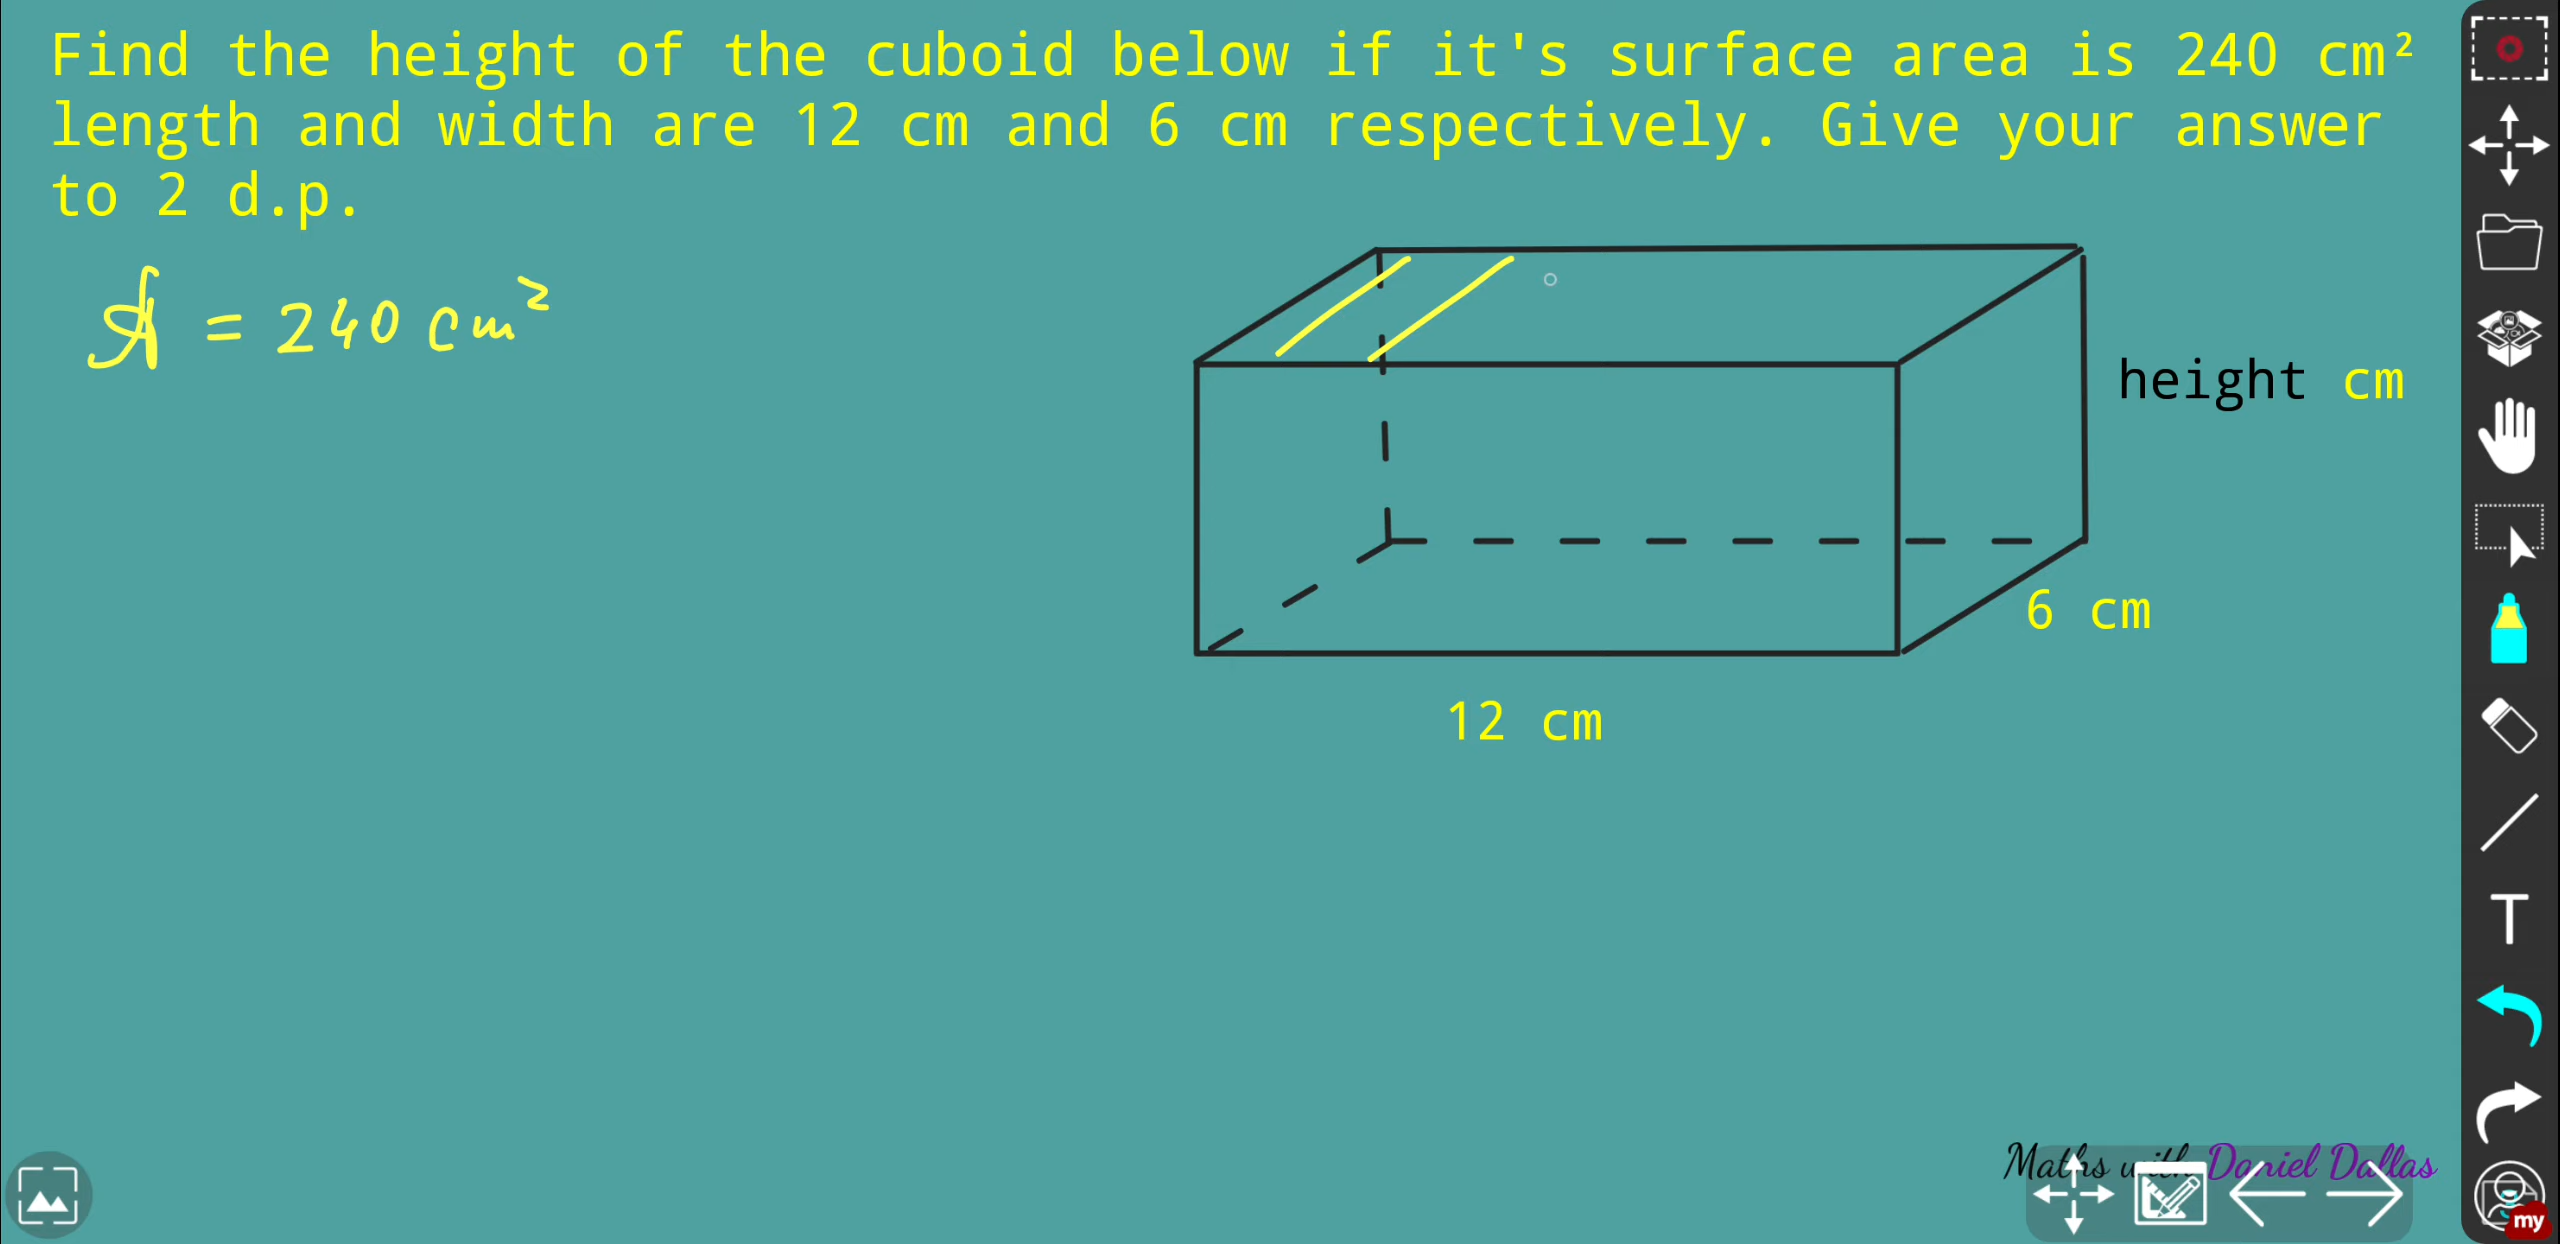 Find the height of the cuboid below if it's surface area is 240 cm²
length and width are 12 cm and 6 cm respectively. Give your answer
to 2 d.p.
A = 240 cm²
height cm
6 cm
12 cm
Maths with Daniel Dallas
my
T